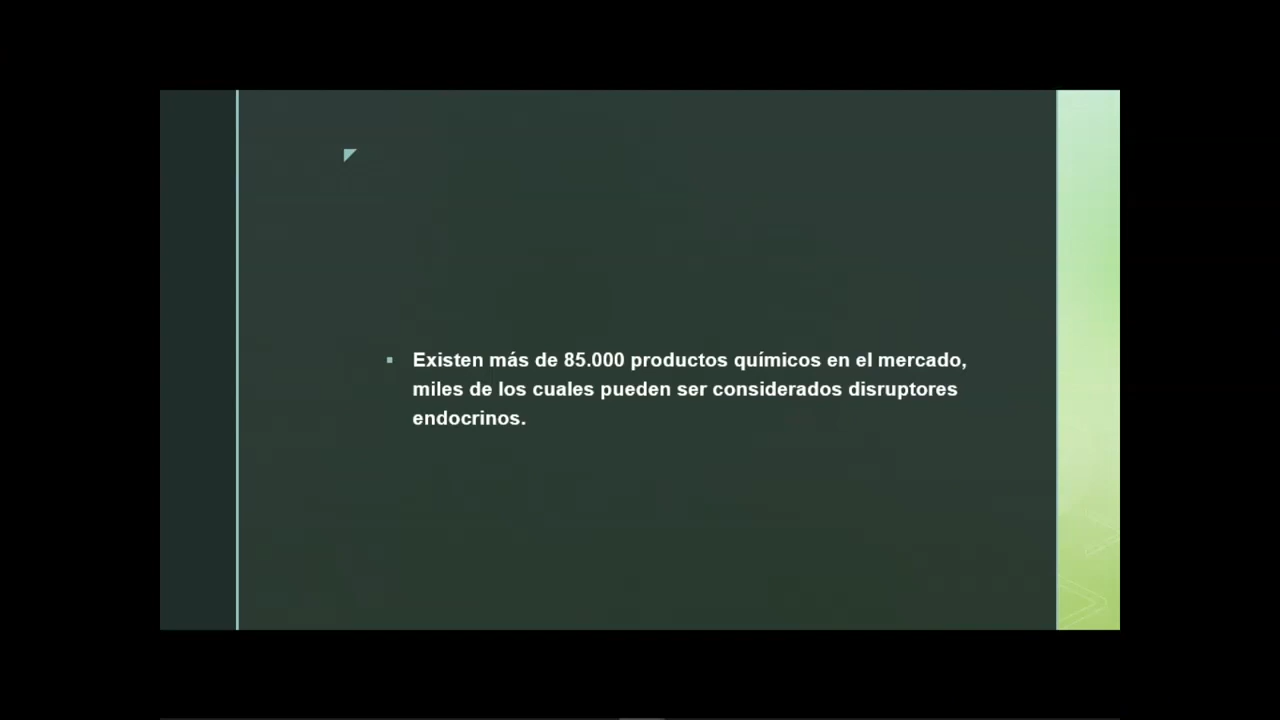 Existen más de 85.000 productos químicos en el mercado,
miles de los cuales pueden ser considerados disruptores
endocrinos.